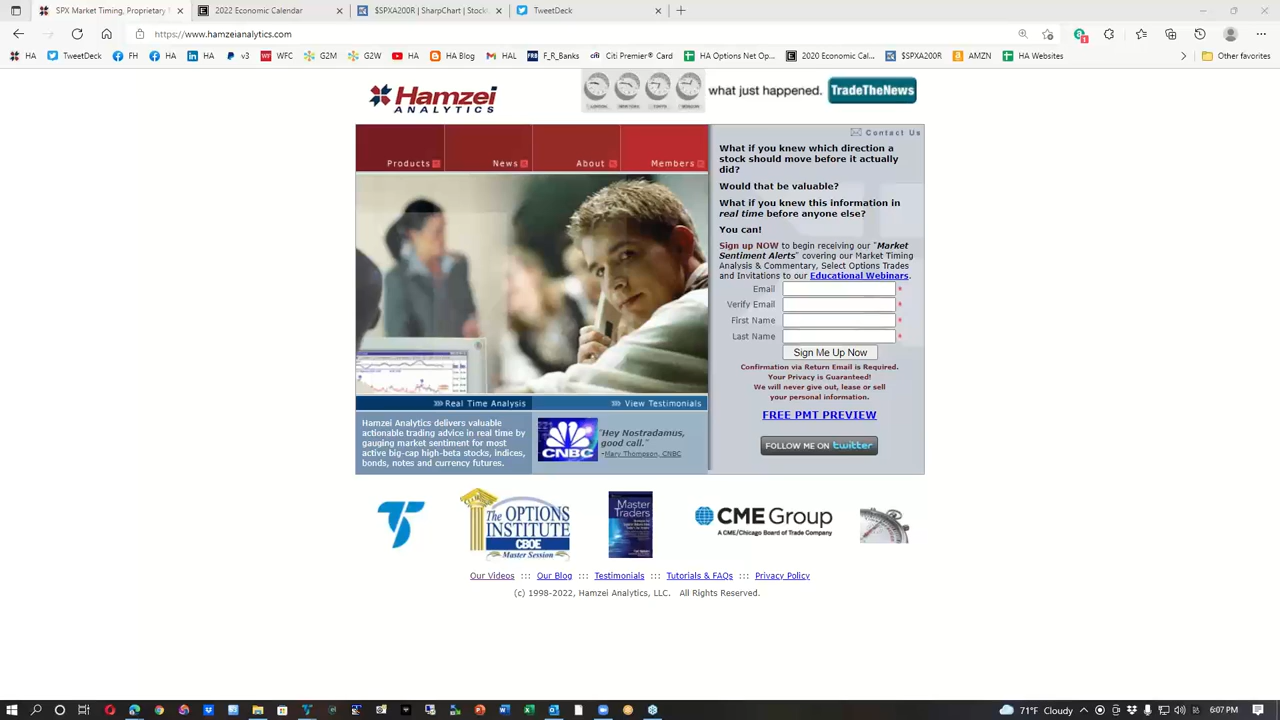 SPX Market Timing, Proprietary
2022 Economic Calendar
$SPXA200R | SharpChart | Stock
TweetDeck
https://www.hamzeianalytics.com
HA
TweetDeck
FH
FH
HA
HA
v3
WFC
G2M
G2W
HA
HA Blog
HAL
F_R_Banks
Citi Premier® Card
HA Options Net Op...
2020 Economic Cal...
$SPXA200R
AMZN
HA Websites
Other favorites
Hamzei
ANALYTICS
what just happened.
TradeTheNews
Products
News
About
Members
Contact Us
What if you knew which direction a
stock should move before it actually
did?
Would that be valuable?
What if you knew this information in
real time before anyone else?
You can!
Sign up NOW to begin receiving our "Market
Sentiment Alerts" covering our Market Timing
Analysis & Commentary, Select Options Trades
and Invitations to our Educational Webinars.
Email *
Verify Email *
First Name *
Last Name *
Sign Me Up Now
Confirmation via Return Email is Required.
Your Privacy is Guaranteed!
We will never give out, lease or sell
your personal information.
FREE PMT PREVIEW
FOLLOW ME ON twitter
Real Time Analysis
View Testimonials
Hamzei Analytics delivers valuable
actionable trading advice in real time by
gauging market sentiment for most
active big-cap high-beta stocks, indices,
bonds, notes and currency futures.
CNBC
"Hey Nostradamus,
good call."
-Mary Thompson, CNBC
The OPTIONS
INSTITUTE
CBOE
Master Session
Master
Traders
CME Group
A CME/Chicago Board of Trade Company
Our Videos ::: Our Blog ::: Testimonials ::: Tutorials & FAQs ::: Privacy Policy
(c) 1998-2022, Hamzei Analytics, LLC. All Rights Reserved.
71°F Cloudy
6:07 PM